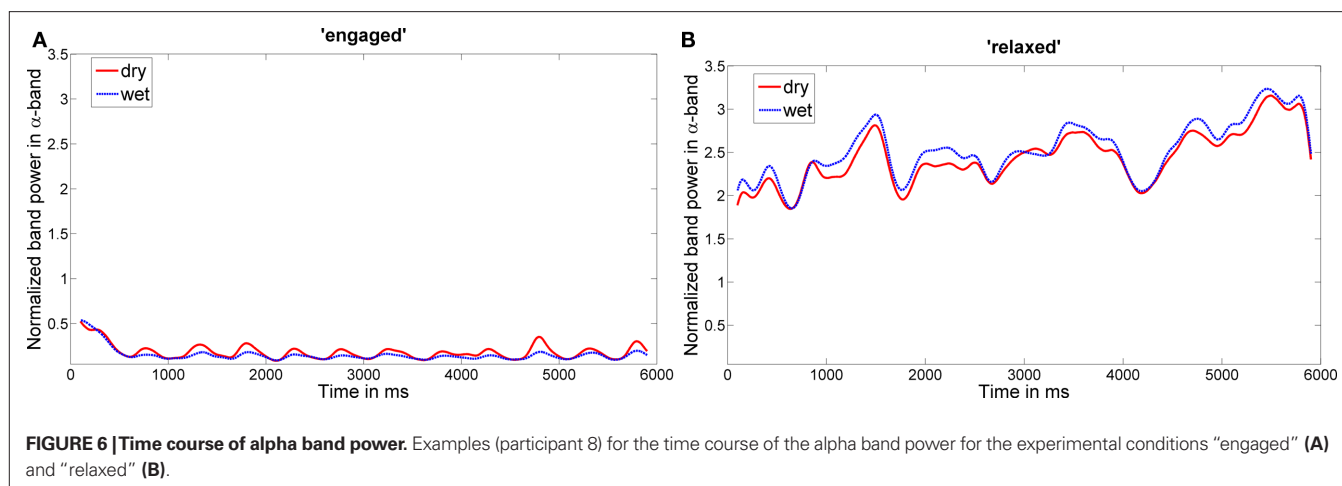 A
'engaged'
Normalized band power in α-band
3.5
3
2.5
2
1.5
1
0.5
dry
wet
0
1000
2000
3000
4000
5000
6000
Time in ms
B
'relaxed'
Normalized band power in α-band
3.5
3
2.5
2
1.5
1
0.5
dry
wet
0
1000
2000
3000
4000
5000
6000
Time in ms
FIGURE 6 | Time course of alpha band power. Examples (participant 8) for the time course of the alpha band power for the experimental conditions “engaged” (A)
and “relaxed” (B).